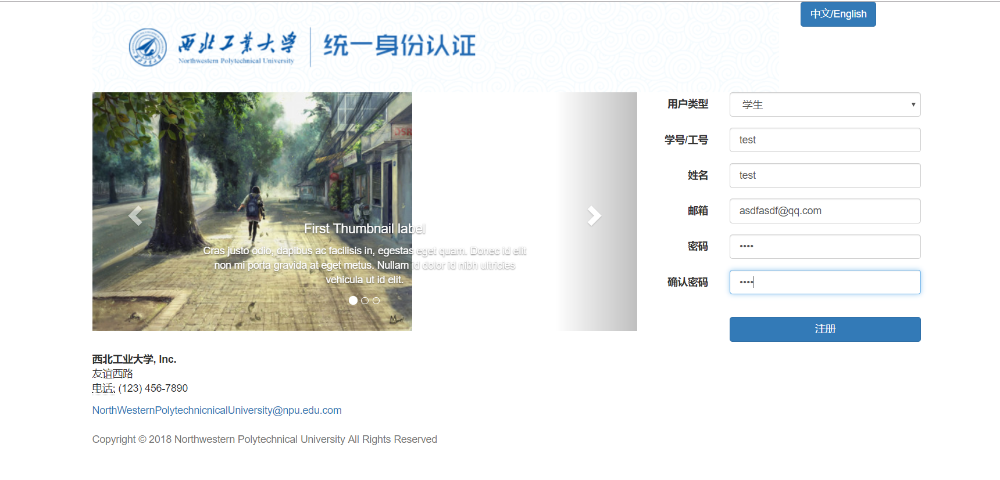 中文/English
西北工业大学
Northwestern Polytechnical University
统一身份认证
用户类型
学生
学号/工号
test
姓名
test
邮箱
asdfasdf@qq.com
密码
••••
确认密码
••••
注册
DSR
First Thumbnail label
Cras justo odio, dapibus ac facilisis in, egestas eget quam. Donec id elit
non mi porta gravida at eget metus. Nullam id dolor id nibh ultricies
vehicula ut id elit.
西北工业大学, Inc.
友谊西路
电话: (123) 456-7890
NorthWesternPolytechnicnicalUniversity@npu.edu.com
Copyright © 2018 Northwestern Polytechnical University All Rights Reserved